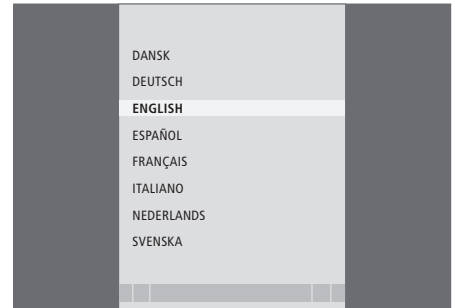 DANSK
DEUTSCH
ENGLISH
ESPAÑOL
FRANÇAIS
ITALIANO
NEDERLANDS
SVENSKA